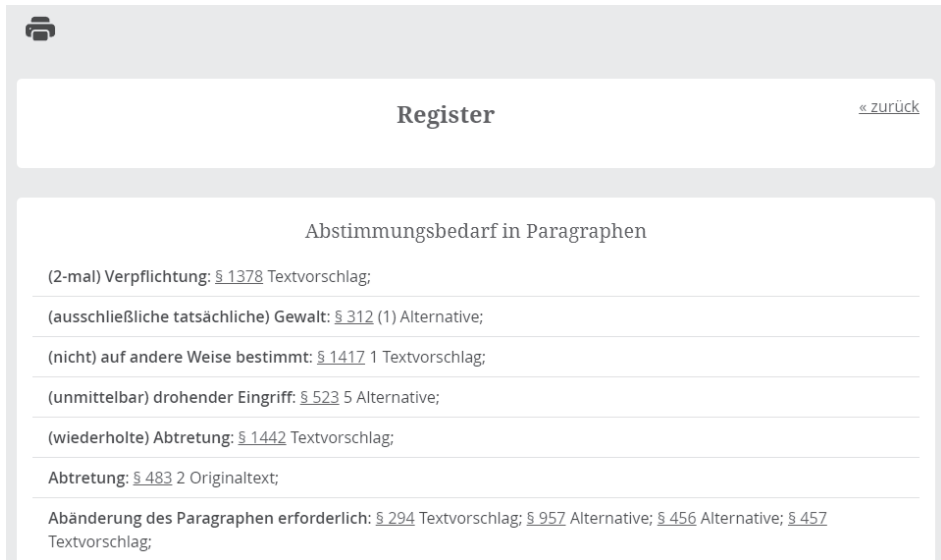 Register
« zurück
Abstimmungsbedarf in Paragraphen
(2-mal) Verpflichtung: § 1378 Textvorschlag;
(ausschließliche tatsächliche) Gewalt: § 312 (1) Alternative;
(nicht) auf andere Weise bestimmt: § 1417 1 Textvorschlag;
(unmittelbar) drohender Eingriff: § 523 5 Alternative;
(wiederholte) Abtretung: § 1442 Textvorschlag;
Abtretung: § 483 2 Originaltext;
Abänderung des Paragraphen erforderlich: § 294 Textvorschlag; § 957 Alternative; § 456 Alternative; § 457
Textvorschlag;